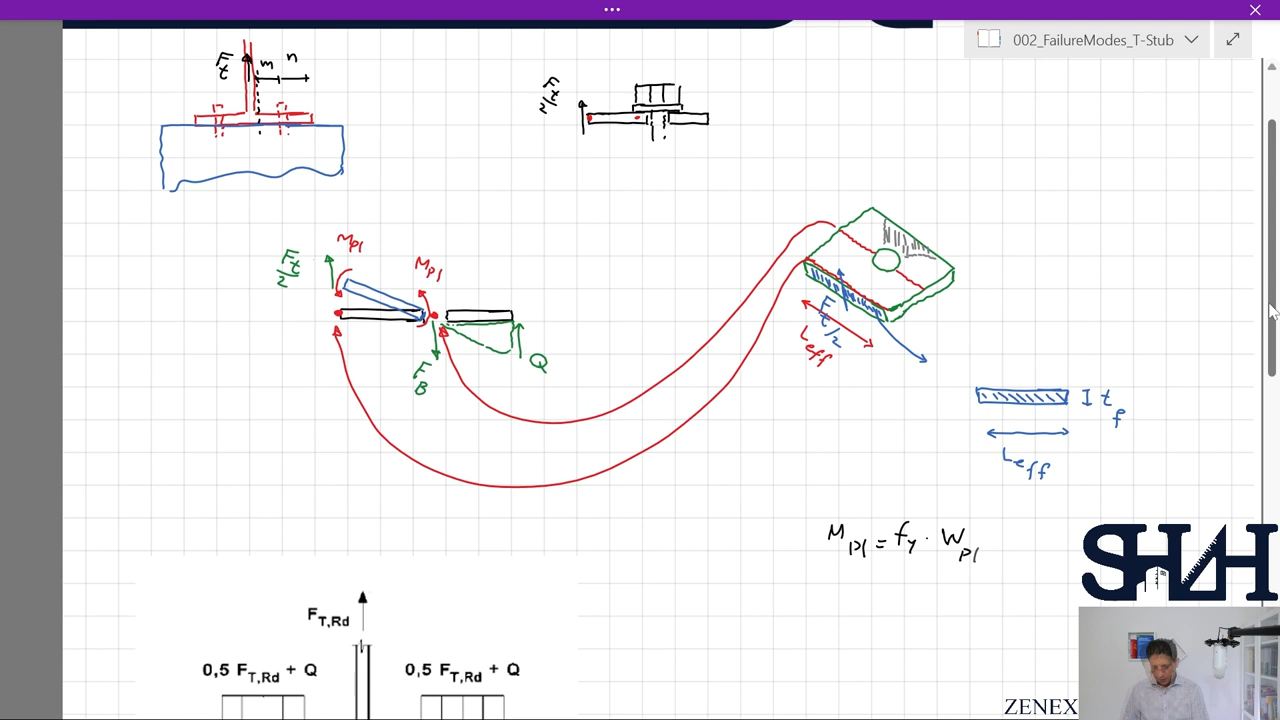 002_FailureModes_T-Stub
Ft
m n
Ft/2
Mpl
Mpl
Ft/2
FB
Q
Ft/2
Leff
I tf
Leff
Mpl = fy · Wpl
SHAH
FT,Rd
0,5 FT,Rd + Q
0,5 FT,Rd + Q
ZENEX